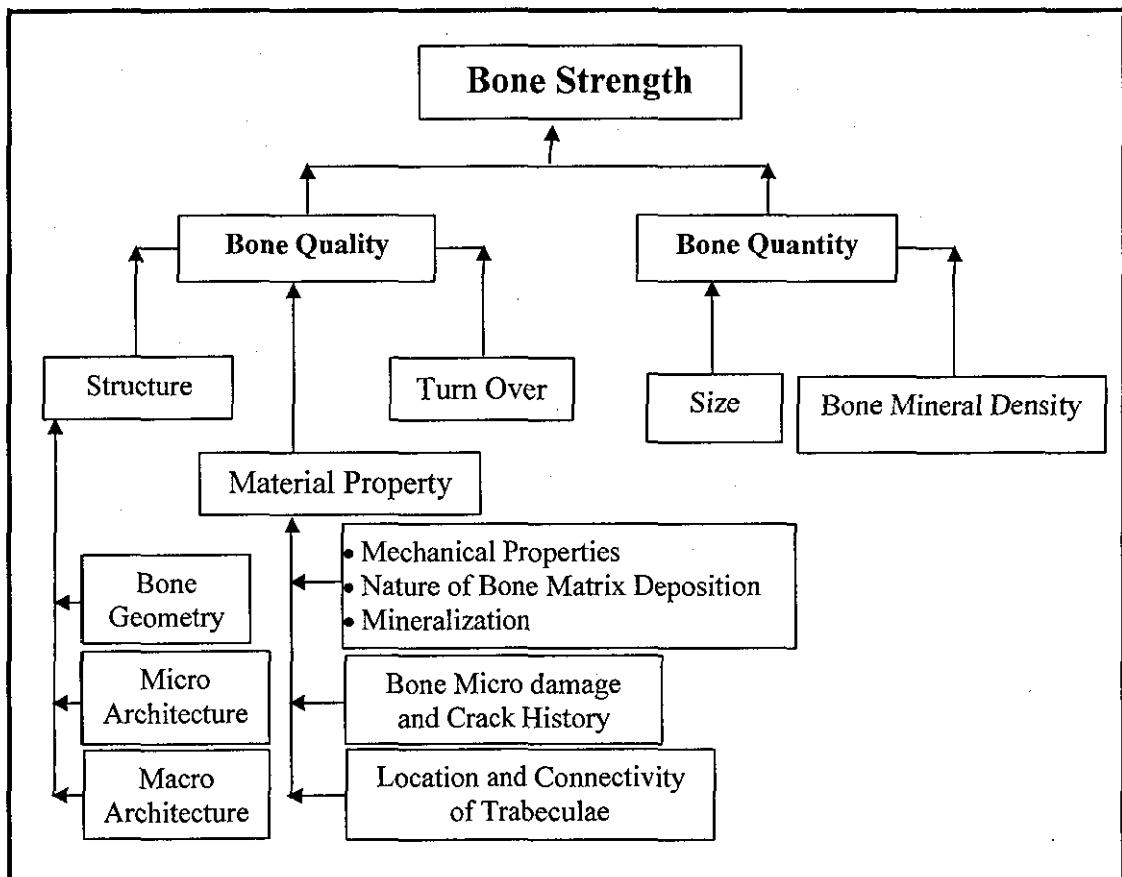 Bone Strength
Bone Quality
Bone Quantity
Structure
Turn Over
Size
Bone Mineral Density
Material Property
• Mechanical Properties
• Nature of Bone Matrix Deposition
• Mineralization
Bone
Geometry
Micro
Architecture
Bone Micro damage
and Crack History
Macro
Architecture
Location and Connectivity
of Trabeculae